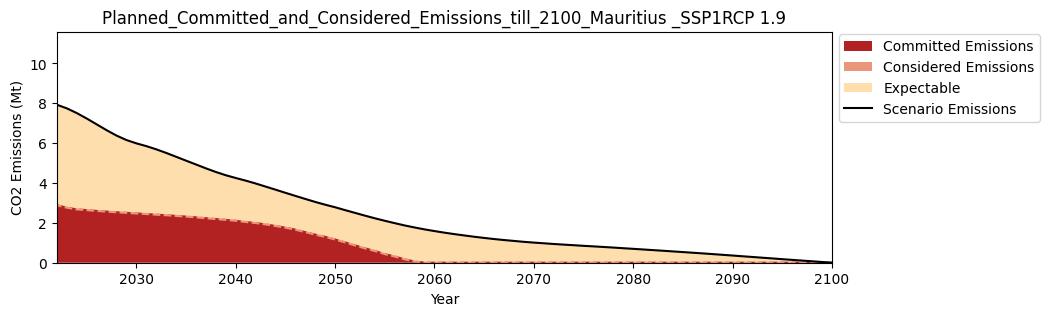 Planned_Committed_and_Considered_Emissions_till_2100_Mauritius _SSP1RCP 1.9
CO2 Emissions (Mt)
10
8
6
4
2
0
2030 2040 2050 2060 2070 2080 2090 2100
Year
Committed Emissions
Considered Emissions
Expectable
Scenario Emissions